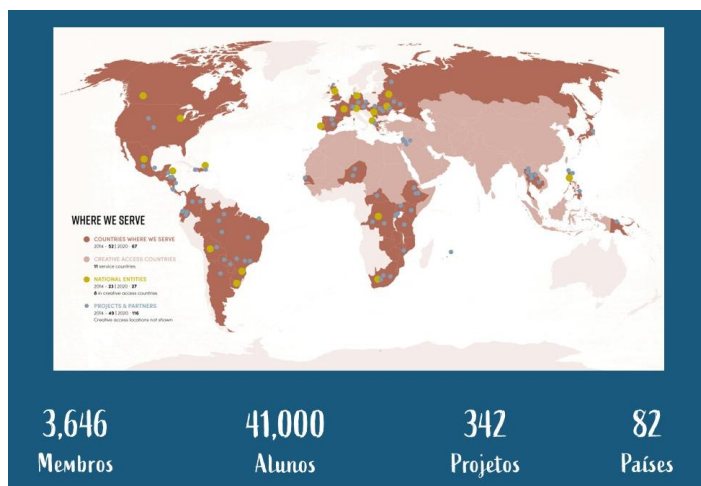 WHERE WE SERVE
COUNTRIES WHERE WE SERVE
2014 - 52 | 2020 - 67
CREATIVE ACCESS COUNTRIES
11 service countries
NATIONAL ENTITIES
2014 - 23 | 2020 - 27
6 in creative access countries
PROJECTS & PARTNERS
2014 - 49 | 2020 - 116
Creative access locations not shown
3,646 41,000 342 82
Membros Alunos Projetos Países